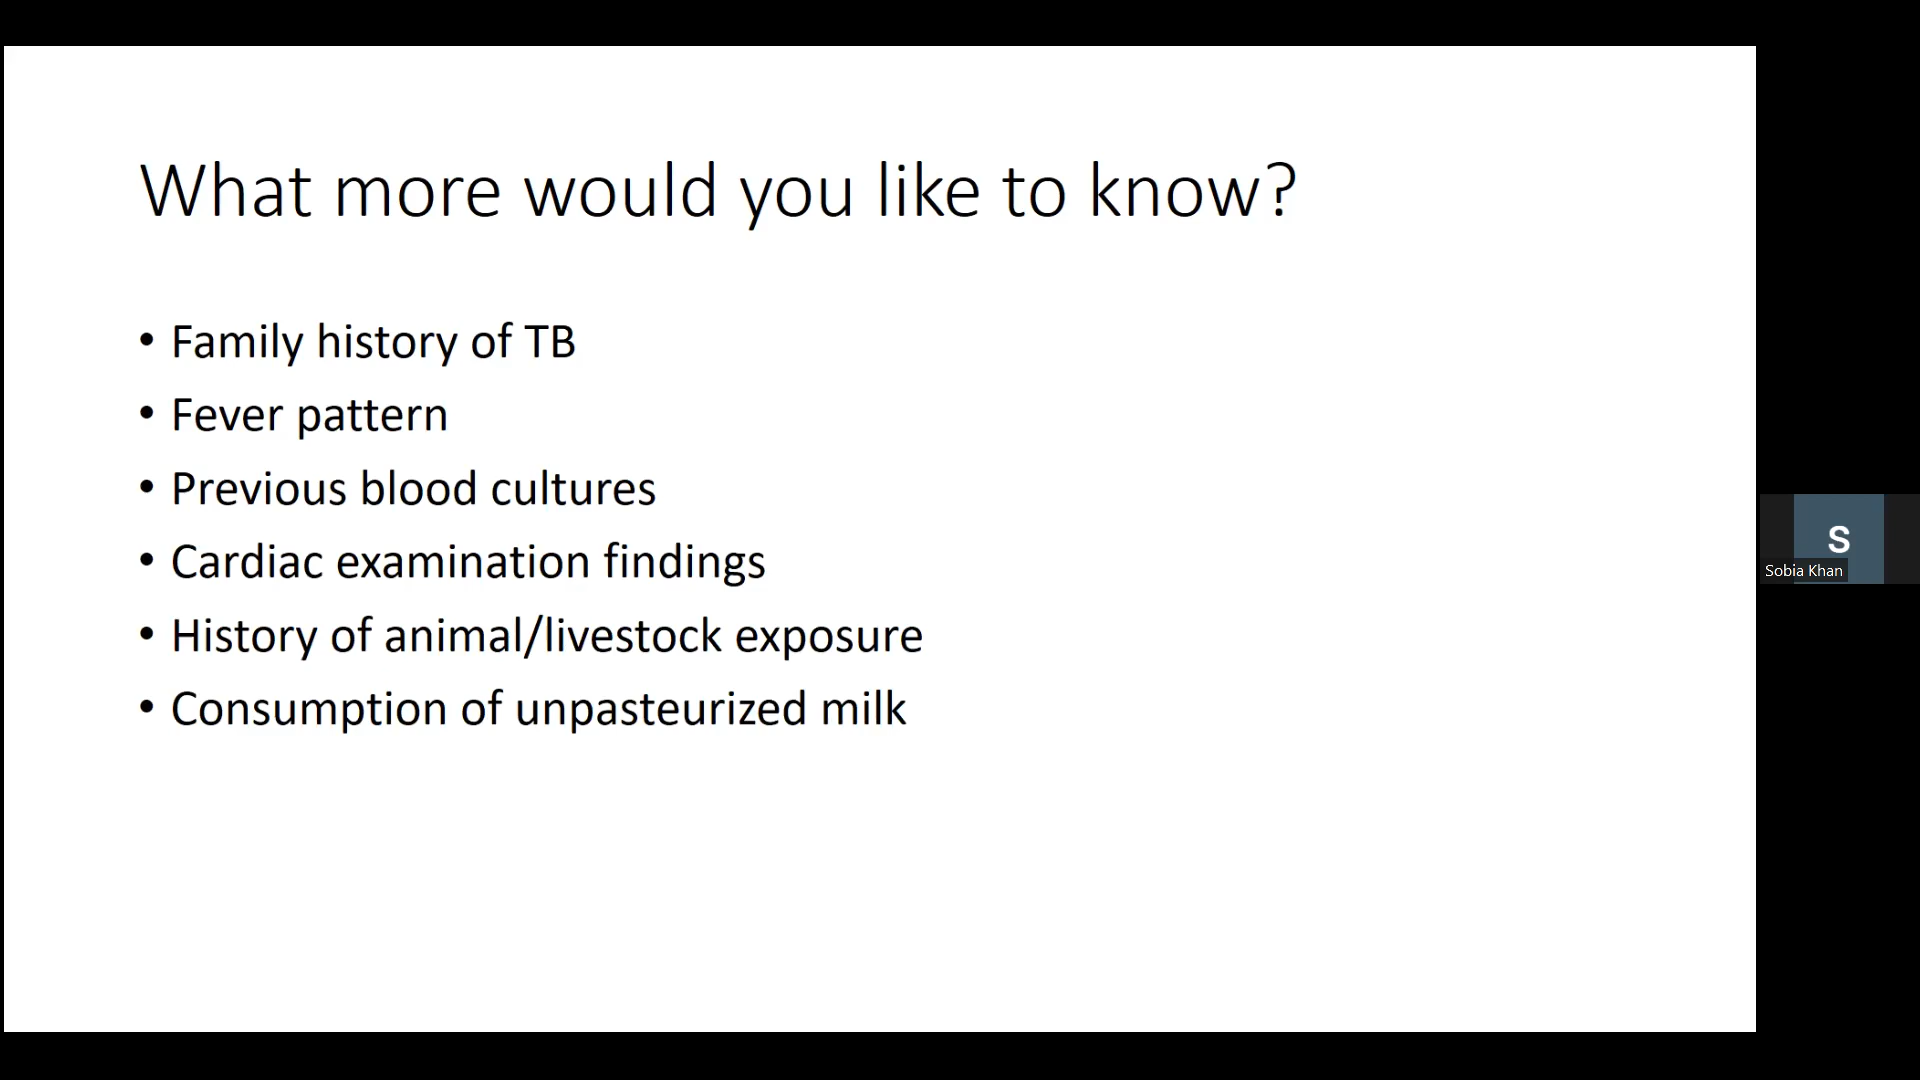 What more would you like to know?
• Family history of TB
• Fever pattern
• Previous blood cultures
• Cardiac examination findings
• History of animal/livestock exposure
• Consumption of unpasteurized milk
S
Sobia Khan